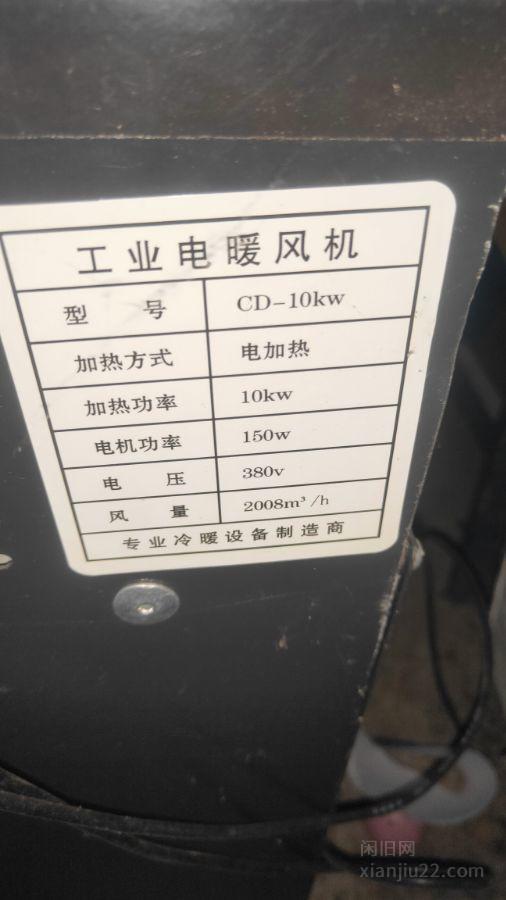 工业电暖风机
型 号 CD-10kw
加热方式 电加热
加热功率 10kw
电机功率 150w
电 压 380v
风 量 2008m³/h
专业冷暖设备制造商
闲旧网
xianjiu22.com